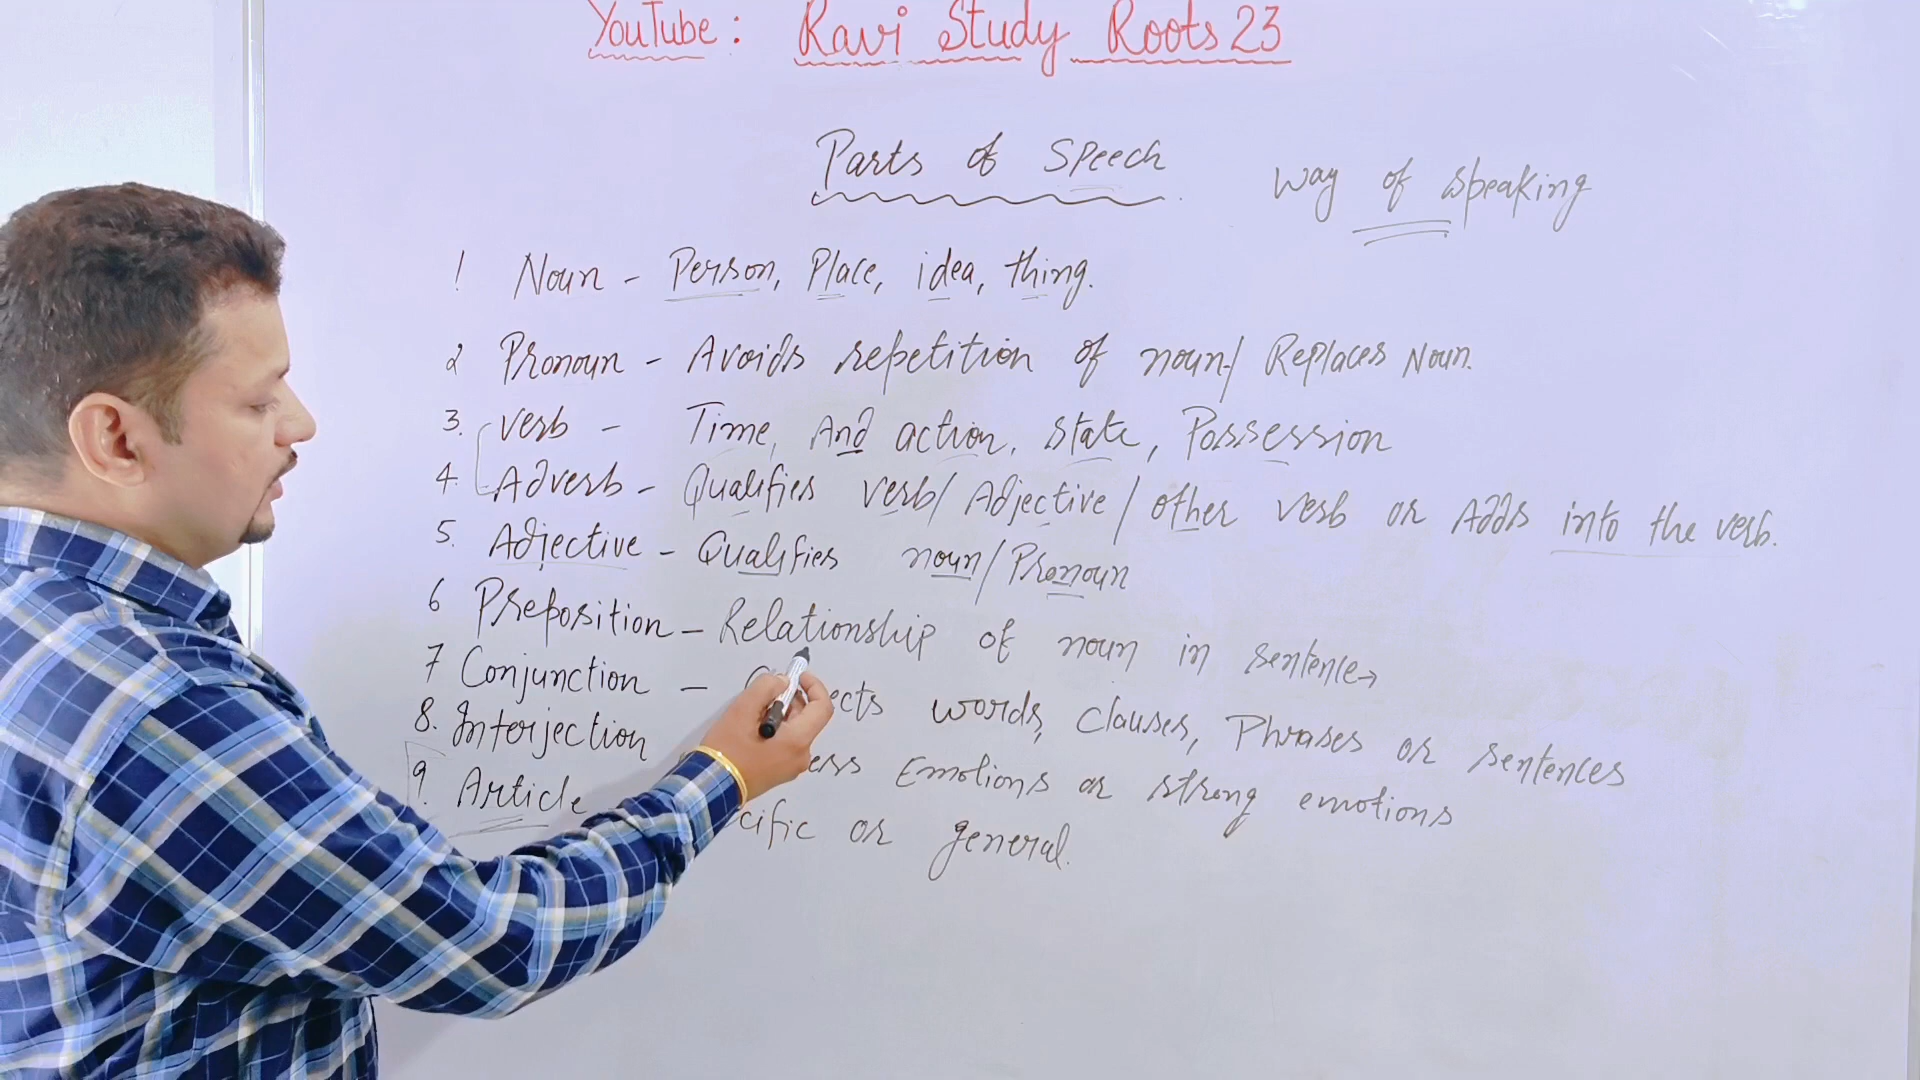 YouTube: Ravi Study Roots 23
Parts of Speech
Way of speaking
1 Noun - Person, Place, idea, thing.
2 Pronoun - Avoids repetition of noun/ Replaces Noun.
3. Verb - Time, And action, state, Possession
4. Adverb - Qualifies verb/ Adjective / other verb or Adds into the verb.
5. Adjective - Qualifies noun/Pronoun
6 Preposition - Relationship of noun in sentence
7 Conjunction - ects words, clauses, Phrases or sentences
8. Interjection ess Emotions or strong emotions
9. Article cific or general.